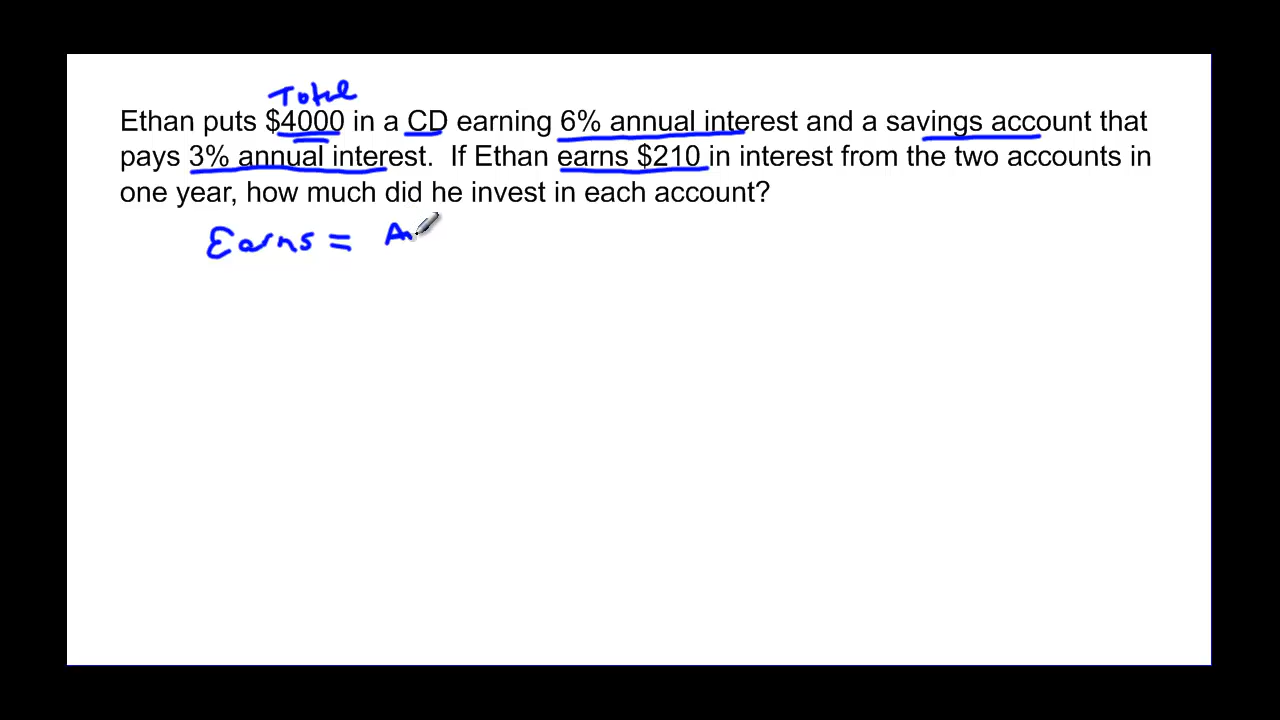 Total
Ethan puts $4000 in a CD earning 6% annual interest and a savings account that
pays 3% annual interest. If Ethan earns $210 in interest from the two accounts in
one year, how much did he invest in each account?
Earns =